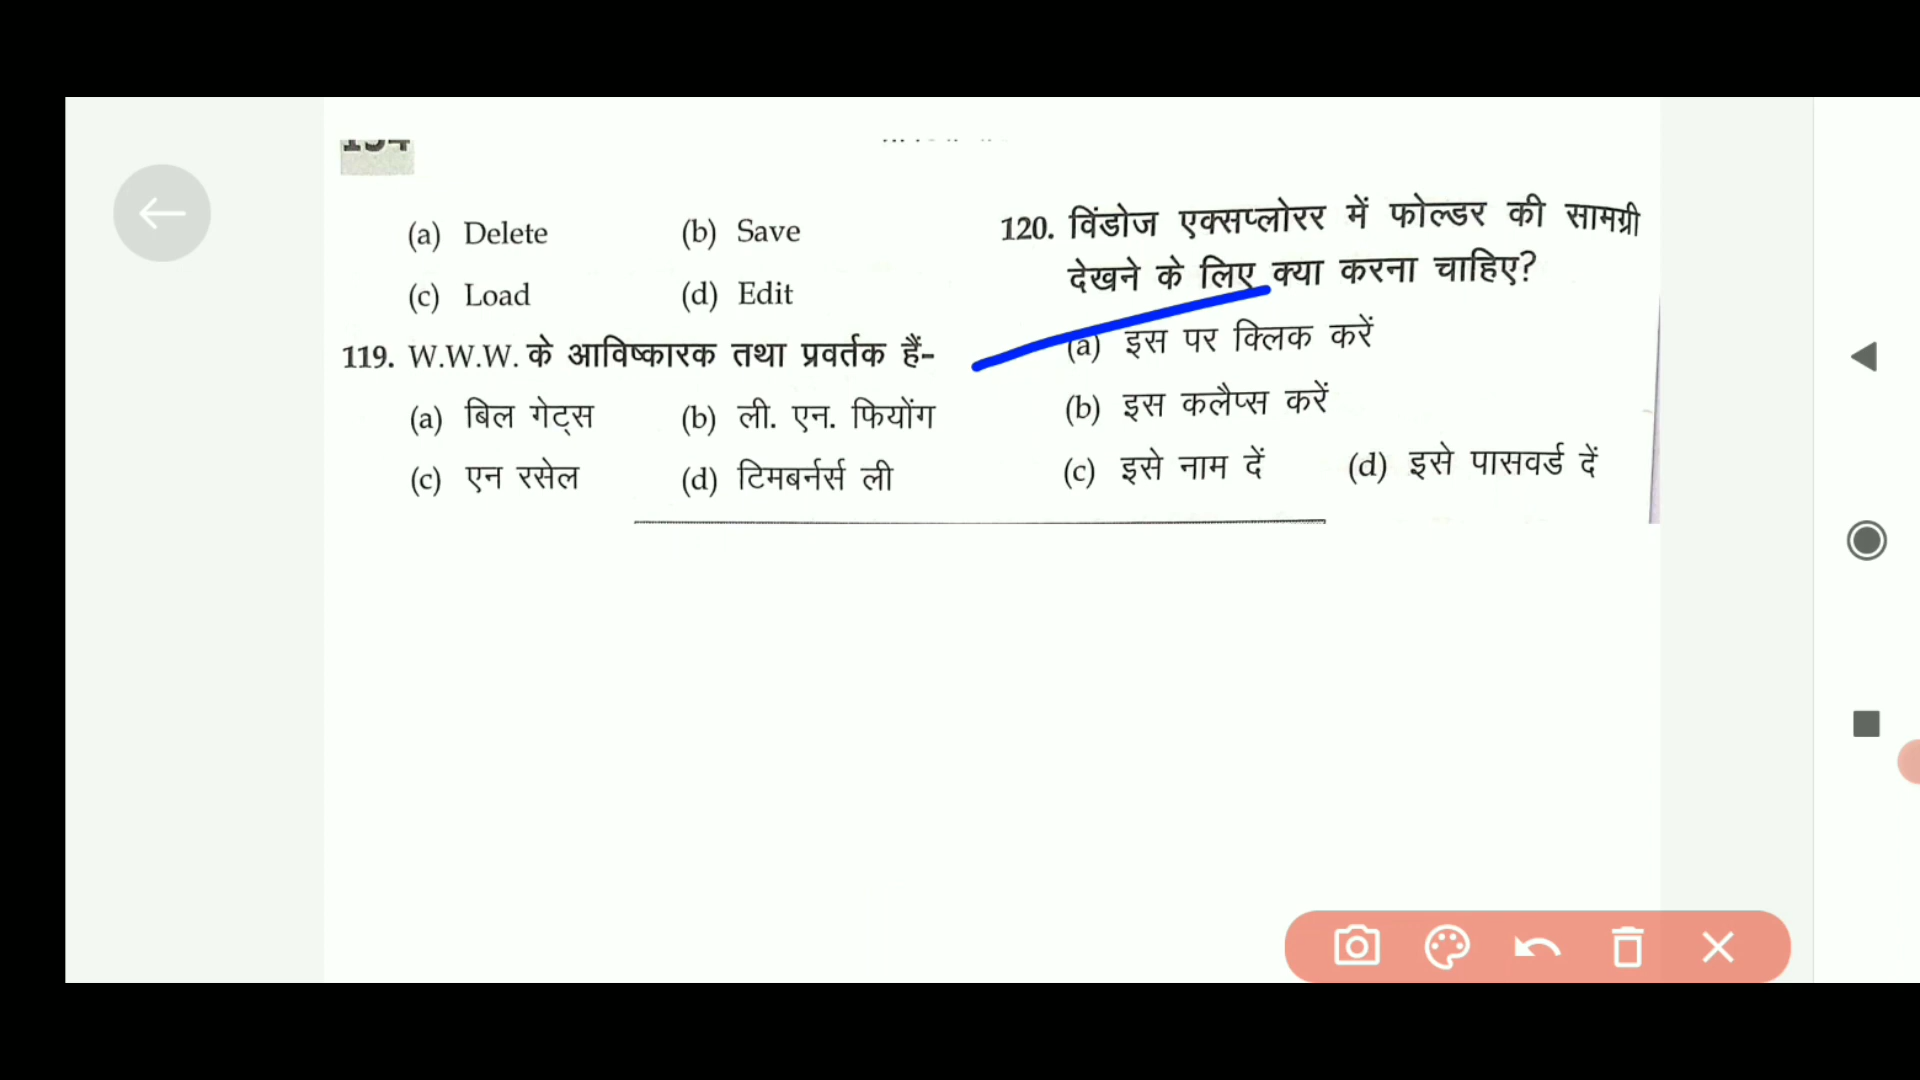 (a) Delete (b) Save
(c) Load (d) Edit
119. W.W.W. के आविष्कारक तथा प्रवर्तक हैं-
(a) बिल गेट्स (b) ली. एन. फियोंग
(c) एन रसेल (d) टिमबर्नर्स ली
120. विंडोज एक्सप्लोरर में फोल्डर की सामग्री
देखने के लिए क्या करना चाहिए?
(a) इस पर क्लिक करें
(b) इस कलैप्स करें
(c) इसे नाम दें (d) इसे पासवर्ड दें